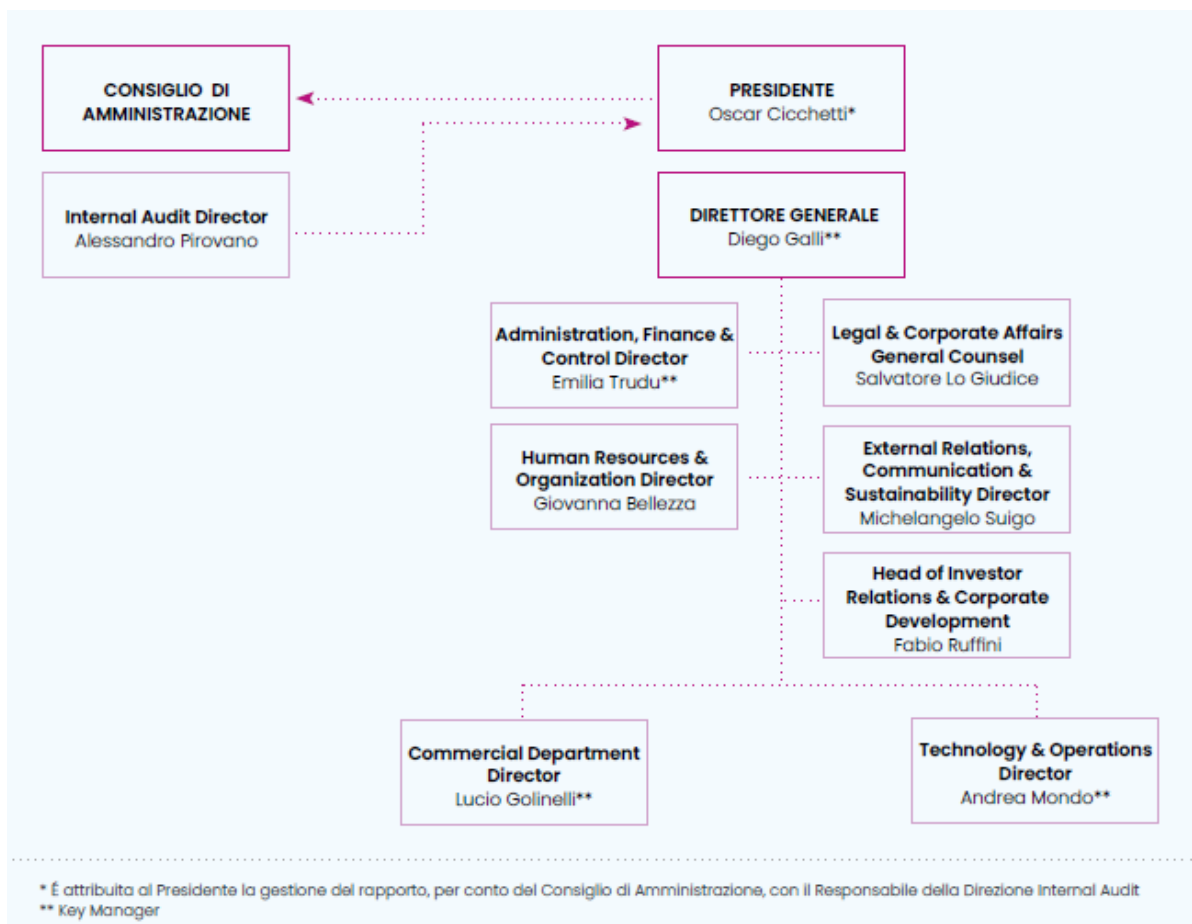 CONSIGLIO DI
AMMINISTRAZIONE
PRESIDENTE
Oscar Cicchetti*
Internal Audit Director
Alessandro Pirovano
DIRETTORE GENERALE
Diego Galli**
Administration, Finance &
Control Director
Emilia Trudu**
Legal & Corporate Affairs
General Counsel
Salvatore Lo Giudice
Human Resources &
Organization Director
Giovanna Bellezza
External Relations,
Communication &
Sustainability Director
Michelangelo Suigo
Head of Investor
Relations & Corporate
Development
Fabio Ruffini
Commercial Department
Director
Lucio Golinelli**
Technology & Operations
Director
Andrea Mondo**
* É attribuita al Presidente la gestione del rapporto, per conto del Consiglio di Amministrazione, con il Responsabile della Direzione Internal Audit
** Key Manager